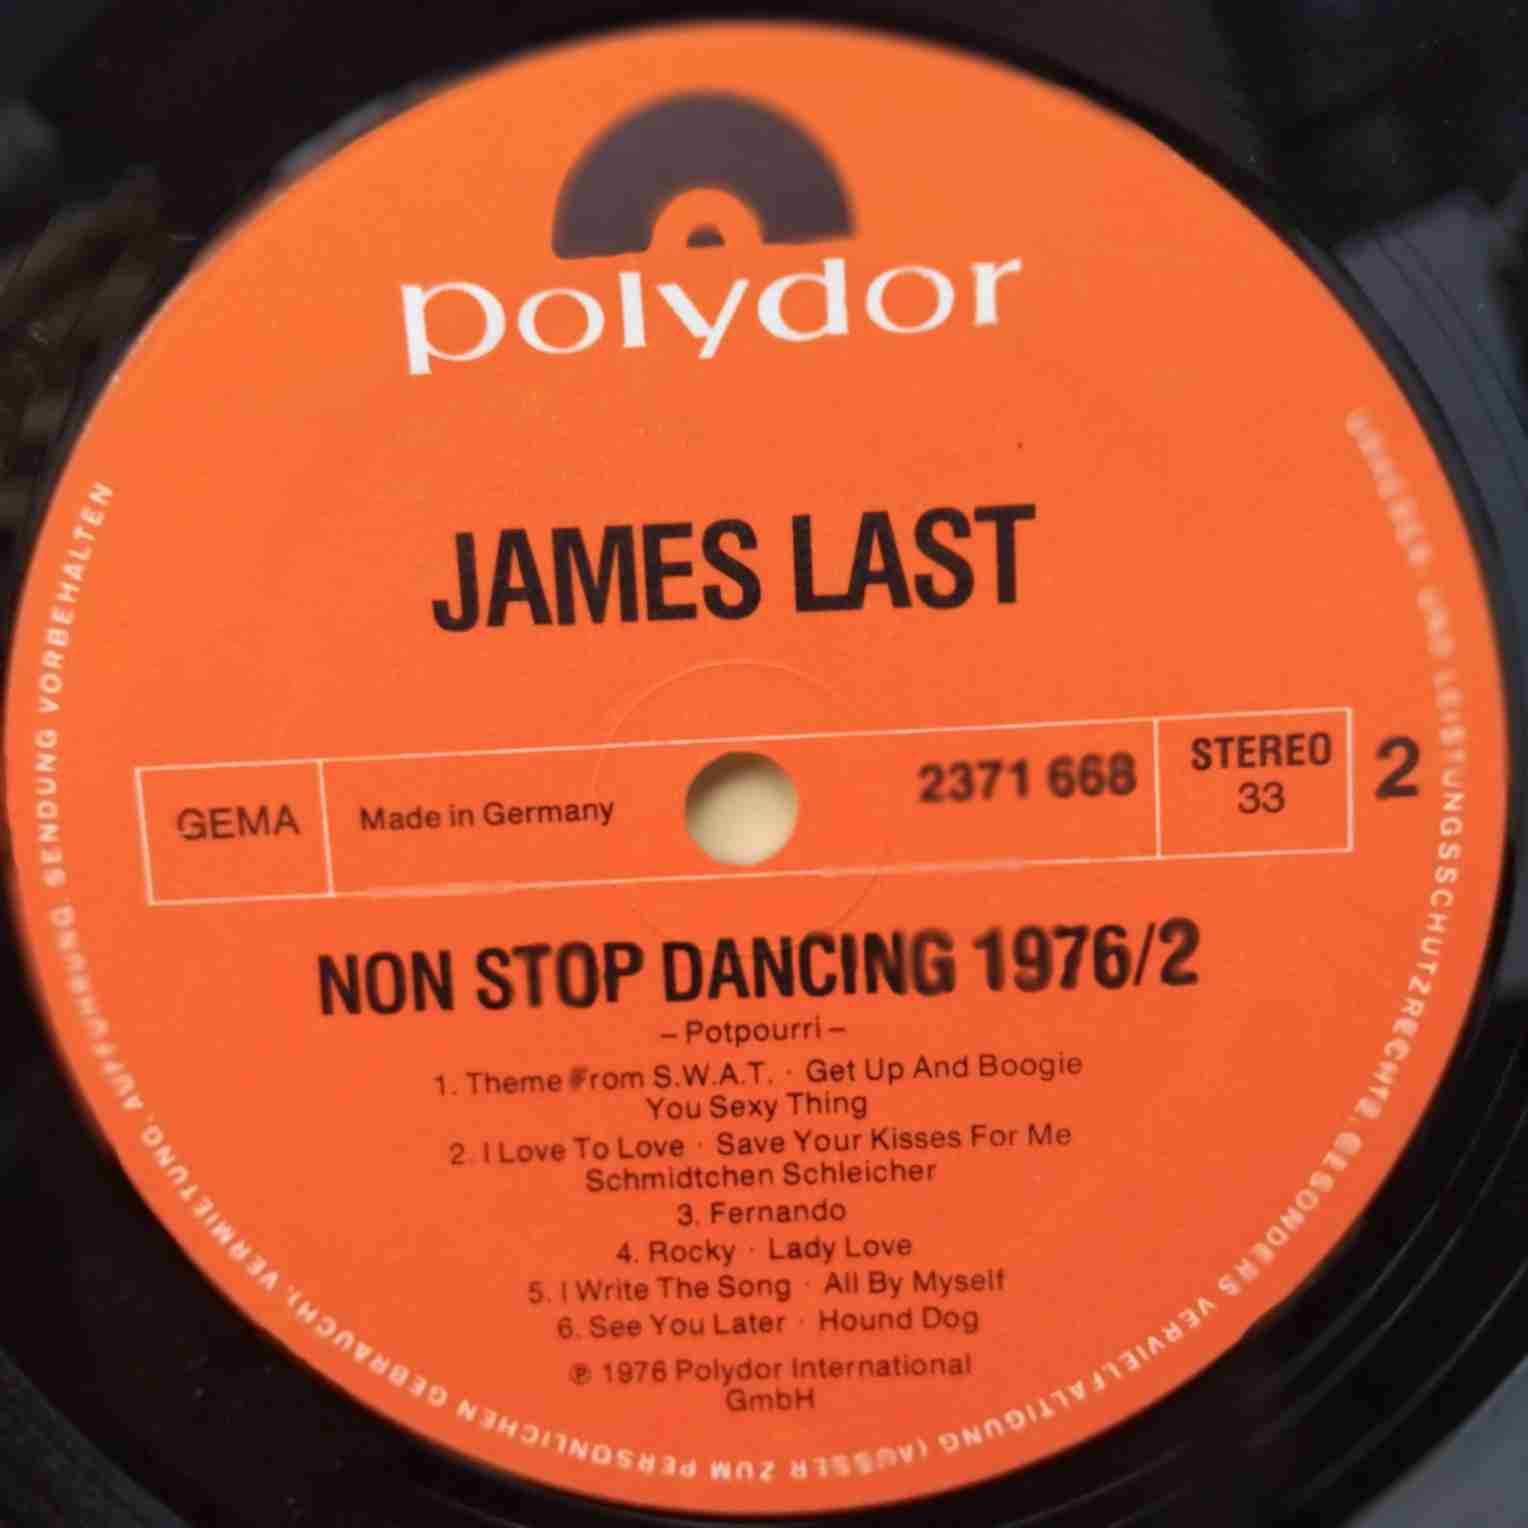 polydor
JAMES LAST
GEMA
Made in Germany
2371 668
STEREO
33
2
NON STOP DANCING 1976/2
– Potpourri –
1. Theme From S.W.A.T. · Get Up And Boogie
You Sexy Thing
2. I Love To Love · Save Your Kisses For Me
Schmidtchen Schleicher
3. Fernando
4. Rocky · Lady Love
5. I Write The Song · All By Myself
6. See You Later · Hound Dog
℗ 1976 Polydor International
GmbH
URHEBER- UND LEISTUNGSSCHUTZRECHTE, BESONDERS VERVIELFÄLTIGUNG (AUSSER ZUM PERSÖNLICHEN GEBRAUCH), VERMIETUNG, AUFFÜHRUNG, SENDUNG VORBEHALTEN